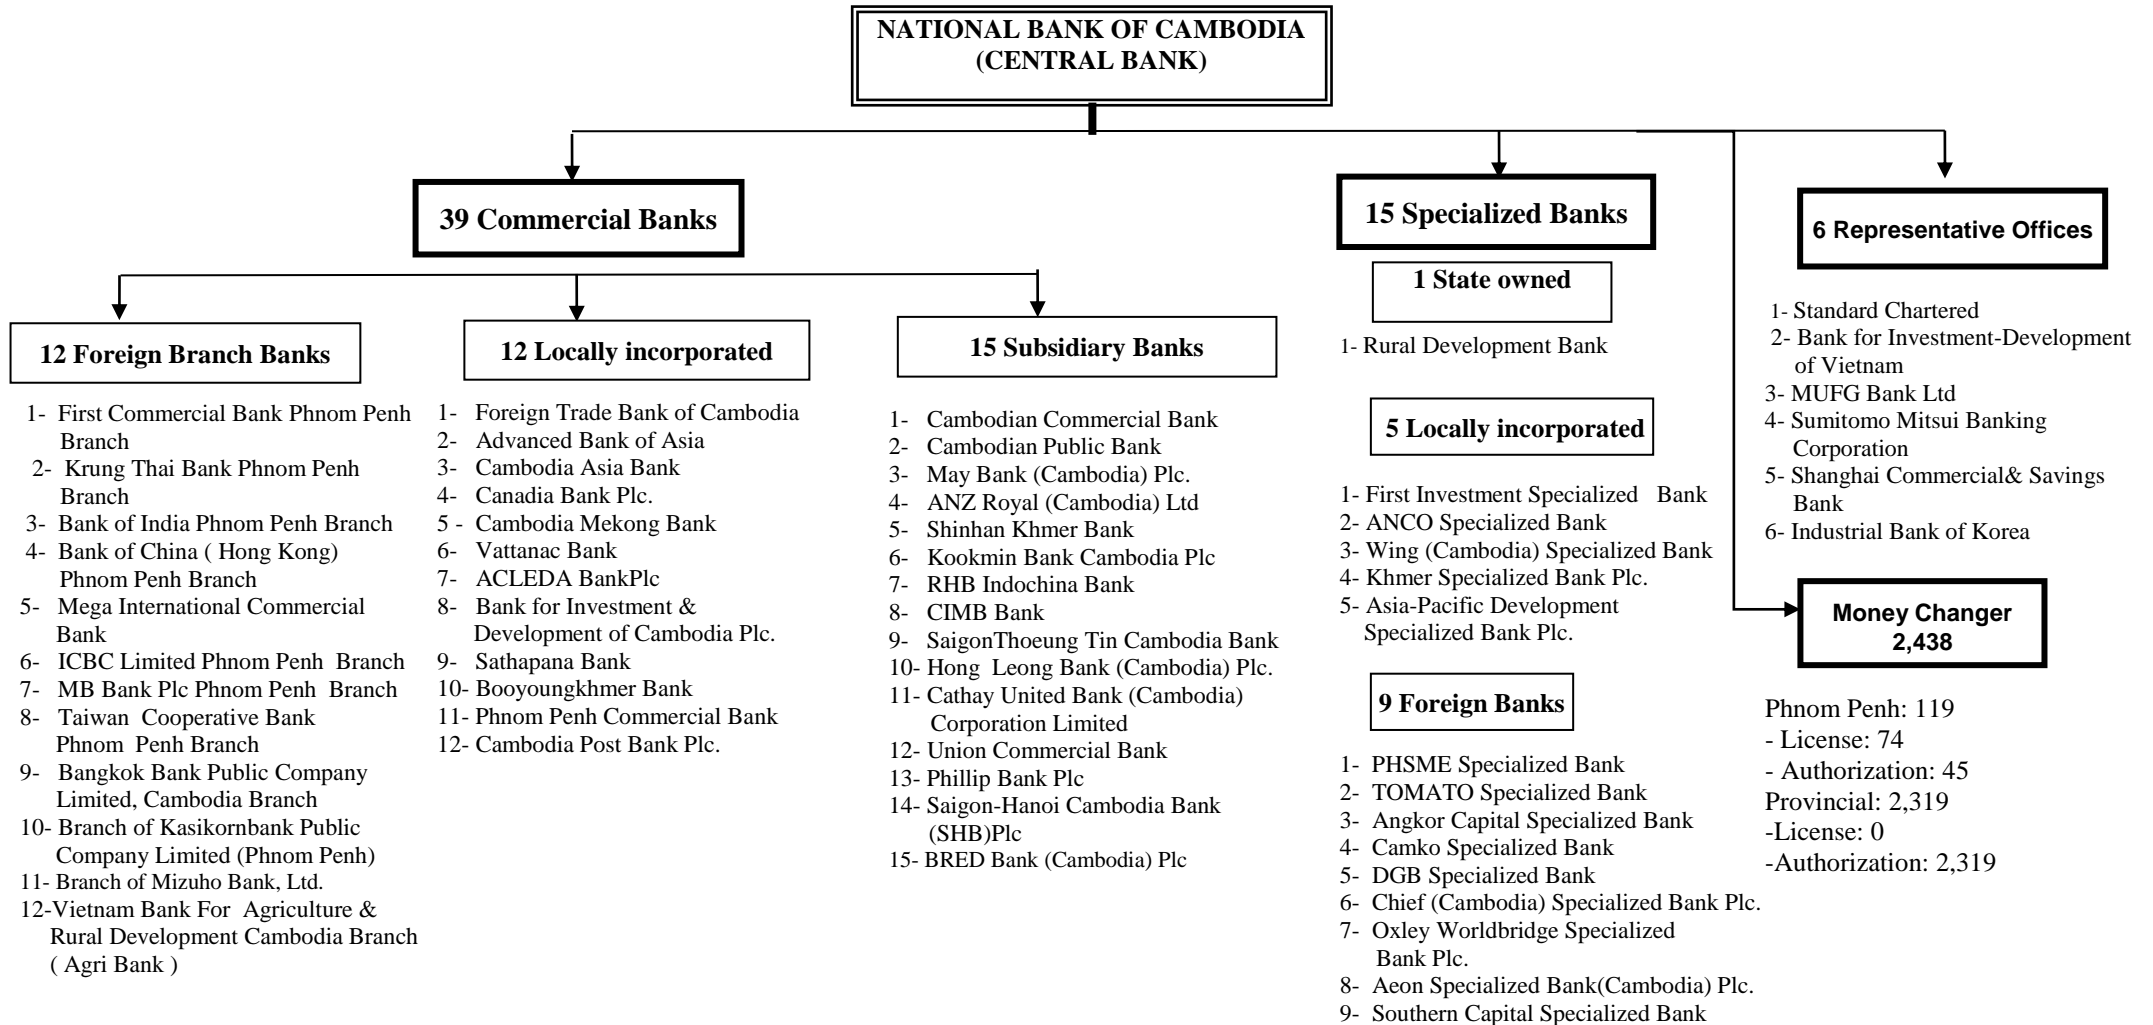 NATIONAL BANK OF CAMBODIA
(CENTRAL BANK)
39 Commercial Banks
12 Foreign Branch Banks
1- First Commercial Bank Phnom Penh
Branch
2- Krung Thai Bank Phnom Penh
Branch
3- Bank of India Phnom Penh Branch
4- Bank of China ( Hong Kong)
Phnom Penh Branch
5- Mega International Commercial
Bank
6- ICBC Limited Phnom Penh Branch
7- MB Bank Plc Phnom Penh Branch
8- Taiwan Cooperative Bank
Phnom Penh Branch
9- Bangkok Bank Public Company
Limited, Cambodia Branch
10- Branch of Kasikornbank Public
Company Limited (Phnom Penh)
11- Branch of Mizuho Bank, Ltd.
12-Vietnam Bank For Agriculture &
Rural Development Cambodia Branch
( Agri Bank )
12 Locally incorporated
1- Foreign Trade Bank of Cambodia
2- Advanced Bank of Asia
3- Cambodia Asia Bank
4- Canadia Bank Plc.
5 - Cambodia Mekong Bank
6- Vattanac Bank
7- ACLEDA BankPlc
8- Bank for Investment &
Development of Cambodia Plc.
9- Sathapana Bank
10- Booyoungkhmer Bank
11- Phnom Penh Commercial Bank
12- Cambodia Post Bank Plc.
15 Subsidiary Banks
1- Cambodian Commercial Bank
2- Cambodian Public Bank
3- May Bank (Cambodia) Plc.
4- ANZ Royal (Cambodia) Ltd
5- Shinhan Khmer Bank
6- Kookmin Bank Cambodia Plc
7- RHB Indochina Bank
8- CIMB Bank
9- SaigonThoeung Tin Cambodia Bank
10- Hong Leong Bank (Cambodia) Plc.
11- Cathay United Bank (Cambodia)
Corporation Limited
12- Union Commercial Bank
13- Phillip Bank Plc
14- Saigon-Hanoi Cambodia Bank
(SHB)Plc
15- BRED Bank (Cambodia) Plc
15 Specialized Banks
1 State owned
1- Rural Development Bank
5 Locally incorporated
1- First Investment Specialized Bank
2- ANCO Specialized Bank
3- Wing (Cambodia) Specialized Bank
4- Khmer Specialized Bank Plc.
5- Asia-Pacific Development
Specialized Bank Plc.
9 Foreign Banks
1- PHSME Specialized Bank
2- TOMATO Specialized Bank
3- Angkor Capital Specialized Bank
4- Camko Specialized Bank
5- DGB Specialized Bank
6- Chief (Cambodia) Specialized Bank Plc.
7- Oxley Worldbridge Specialized
Bank Plc.
8- Aeon Specialized Bank(Cambodia) Plc.
9- Southern Capital Specialized Bank
6 Representative Offices
1- Standard Chartered
2- Bank for Investment-Development
of Vietnam
3- MUFG Bank Ltd
4- Sumitomo Mitsui Banking
Corporation
5- Shanghai Commercial& Savings
Bank
6- Industrial Bank of Korea
Money Changer
2,438
Phnom Penh: 119
- License: 74
- Authorization: 45
Provincial: 2,319
-License: 0
-Authorization: 2,319